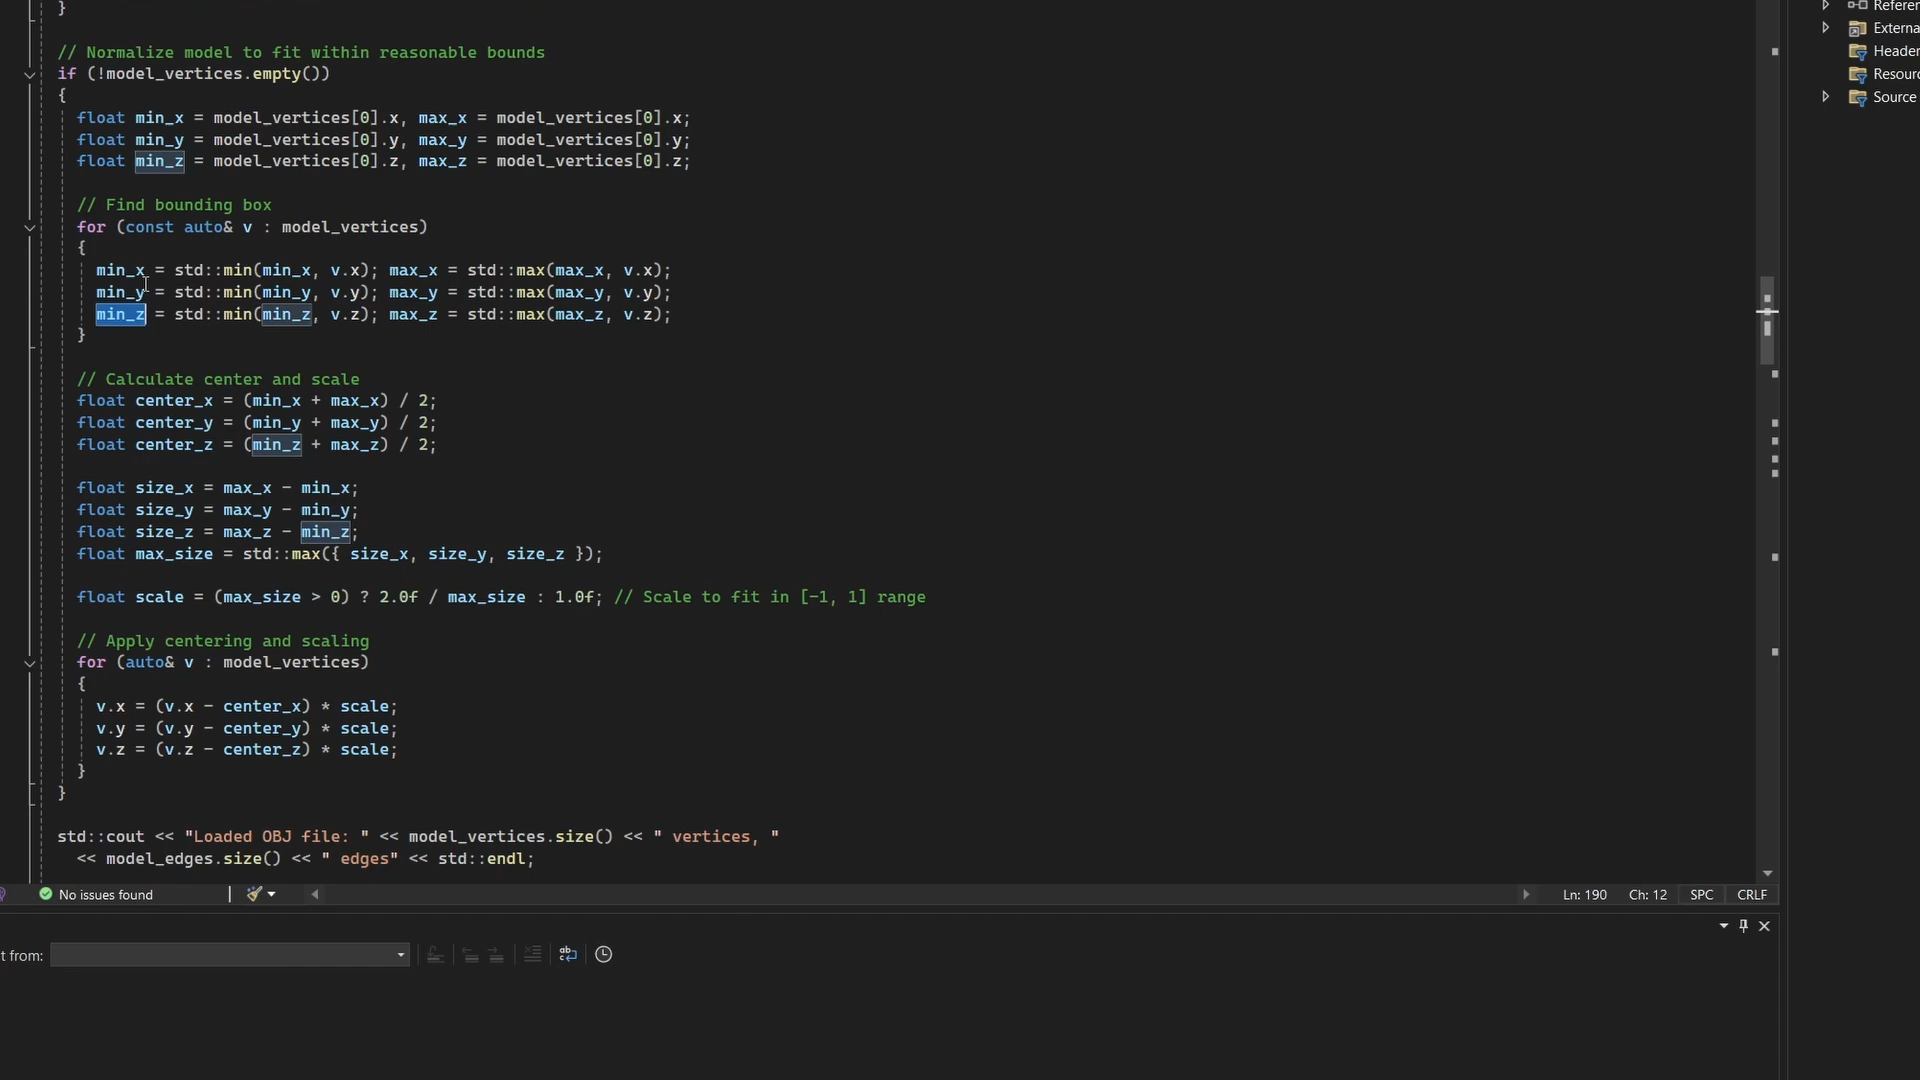 }
// Normalize model to fit within reasonable bounds
if (!model_vertices.empty())
{
float min_x = model_vertices[0].x, max_x = model_vertices[0].x;
float min_y = model_vertices[0].y, max_y = model_vertices[0].y;
float min_z = model_vertices[0].z, max_z = model_vertices[0].z;
// Find bounding box
for (const auto& v : model_vertices)
{
min_x = std::min(min_x, v.x); max_x = std::max(max_x, v.x);
min_y = std::min(min_y, v.y); max_y = std::max(max_y, v.y);
min_z = std::min(min_z, v.z); max_z = std::max(max_z, v.z);
}
// Calculate center and scale
float center_x = (min_x + max_x) / 2;
float center_y = (min_y + max_y) / 2;
float center_z = (min_z + max_z) / 2;
float size_x = max_x - min_x;
float size_y = max_y - min_y;
float size_z = max_z - min_z;
float max_size = std::max({ size_x, size_y, size_z });
float scale = (max_size > 0) ? 2.0f / max_size : 1.0f; // Scale to fit in [-1, 1] range
// Apply centering and scaling
for (auto& v : model_vertices)
{
v.x = (v.x - center_x) * scale;
v.y = (v.y - center_y) * scale;
v.z = (v.z - center_z) * scale;
}
}
std::cout << "Loaded OBJ file: " << model_vertices.size() << " vertices, "
<< model_edges.size() << " edges" << std::endl;
No issues found
Ln: 190 Ch: 12 SPC CRLF
t from:
Referen
Externa
Header
Resourc
Source